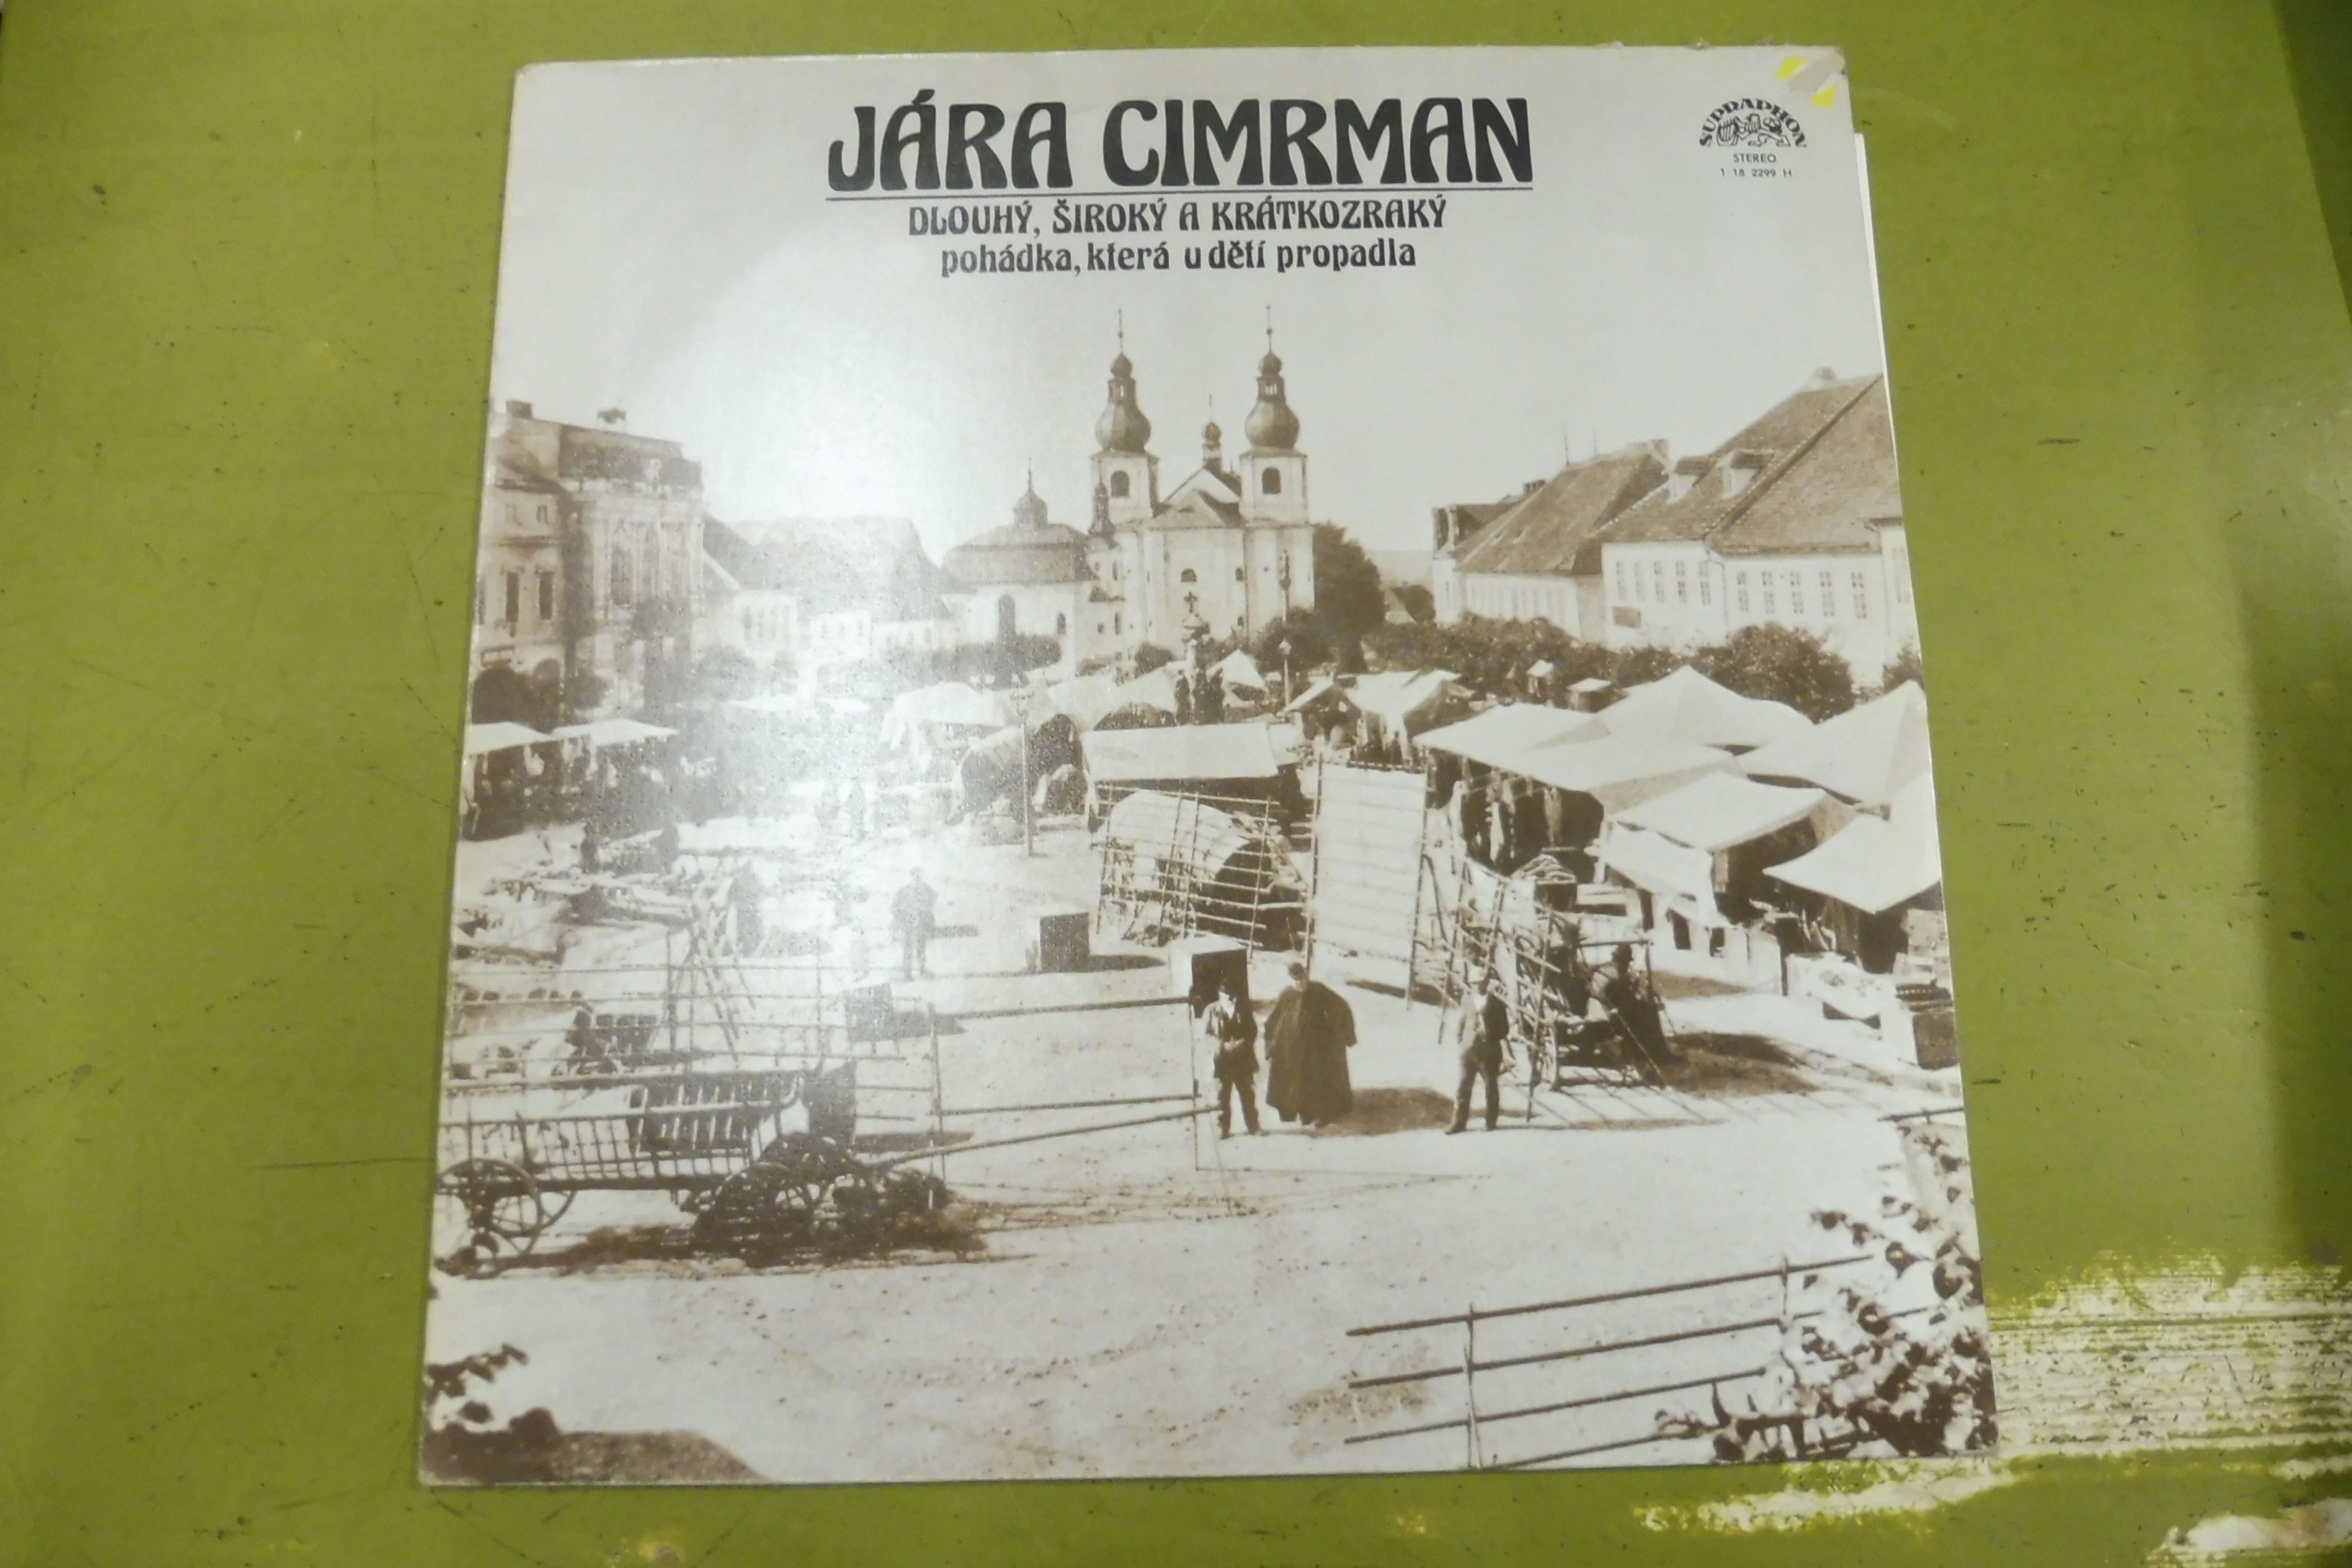 JÁRA CIMRMAN
DLOUHÝ, ŠIROKÝ A KRÁTKOZRAKÝ
pohádka, která u dětí propadla
SUPRAPHON
STEREO
1 18 2299 H